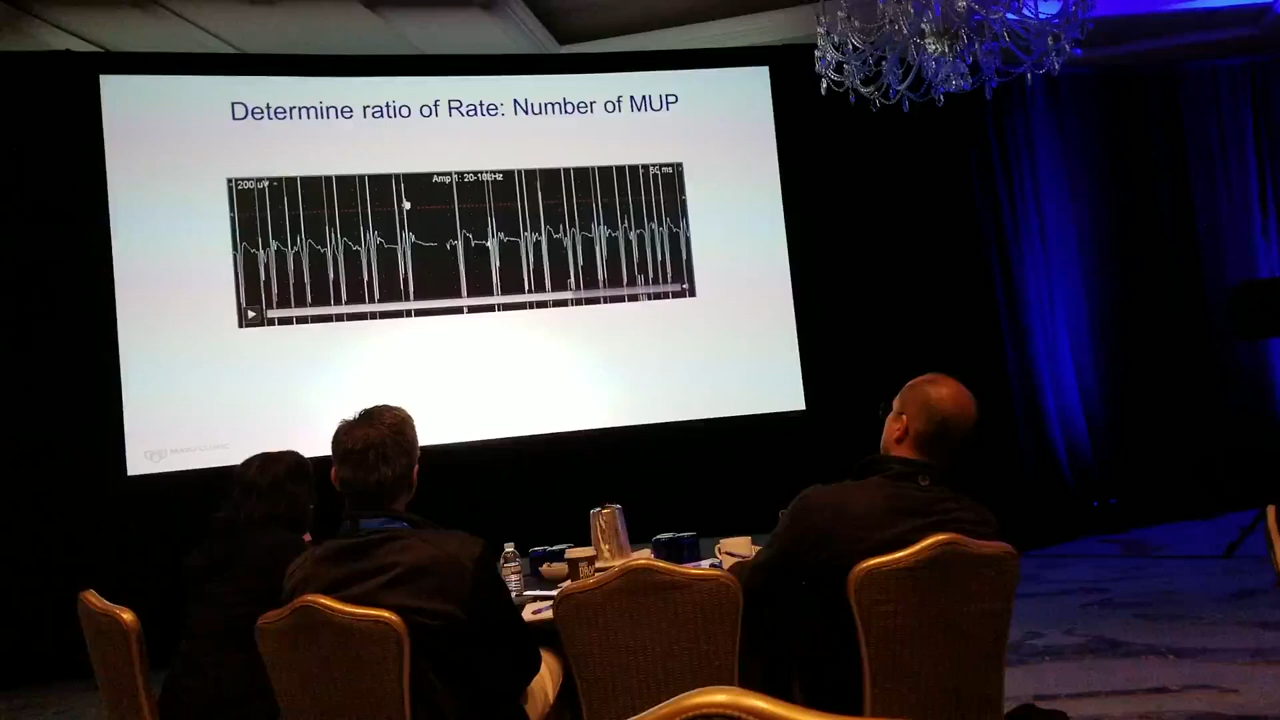 Determine ratio of Rate: Number of MUP
200 uV
Amp 1: 20-10kHz
50 ms